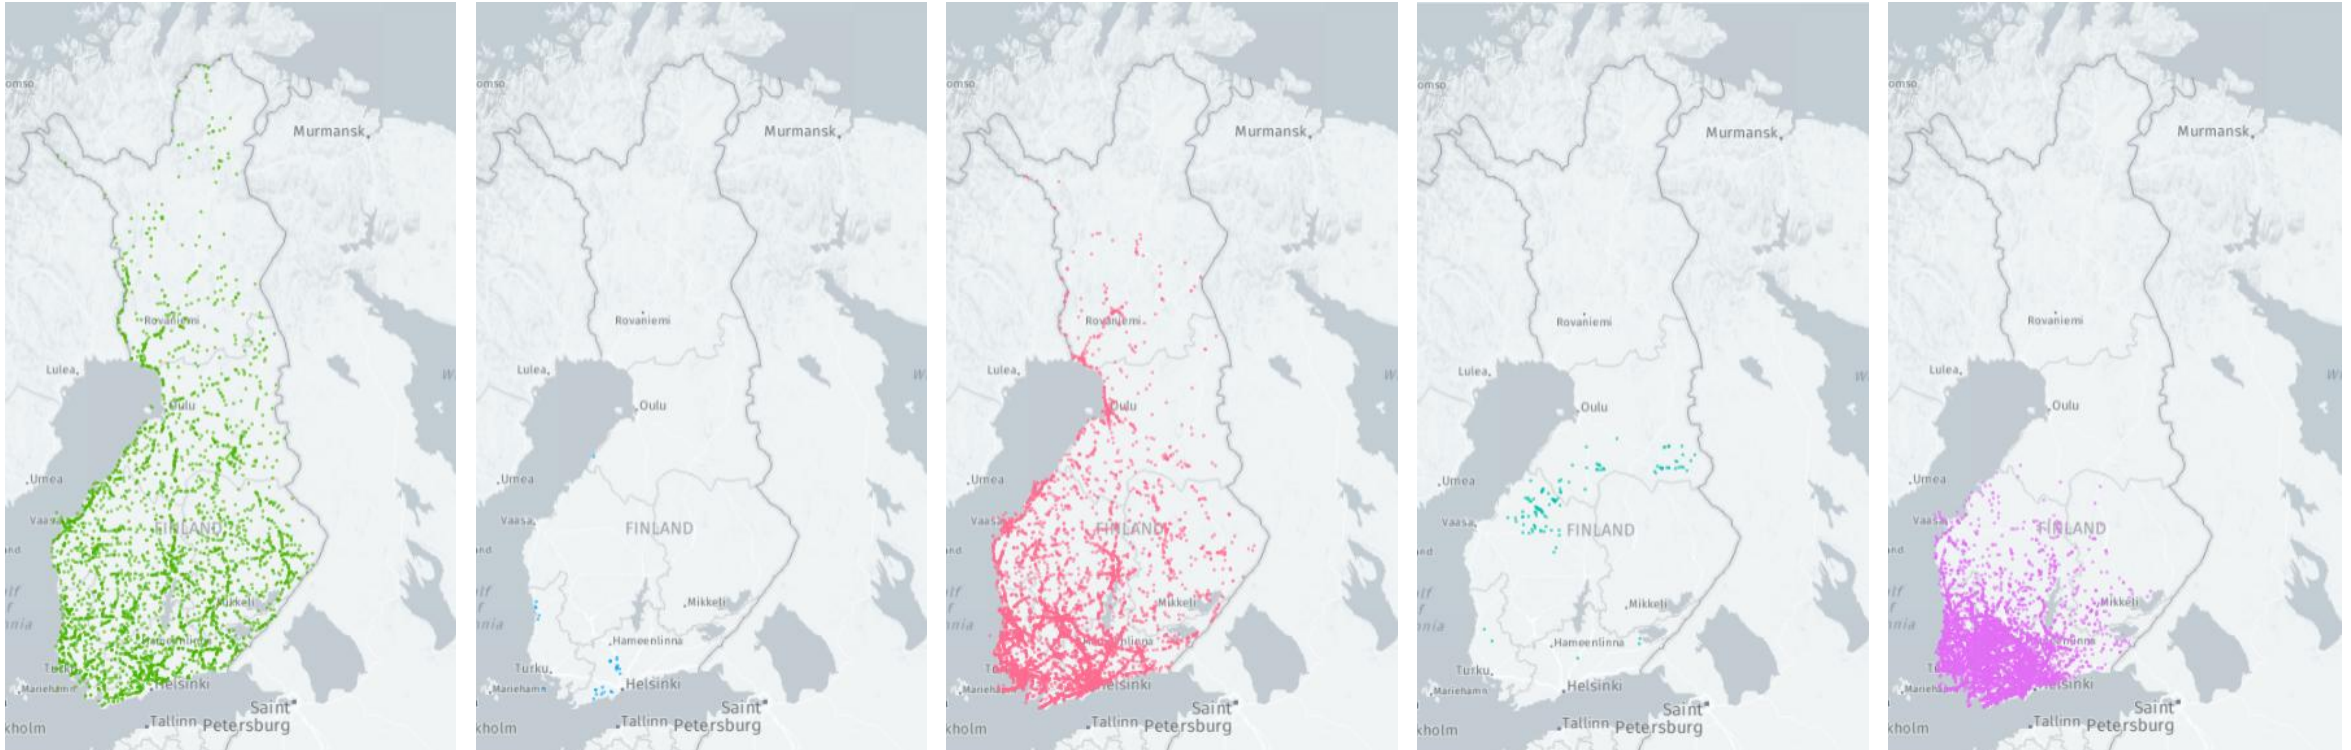 omso
Murmansk
Rovaniemi
Lulea
Oulu
Umea
Vaasa
FINLAND
Mikkeli
Hameenlinna
Turku
Mariehamn
Helsinki
Saint
Petersburg
Tallinn
kholm
omso
Murmansk
Rovaniemi
Lulea
Oulu
Umea
Vaasa
FINLAND
Mikkeli
Hameenlinna
Turku
Mariehamn
Helsinki
Saint
Petersburg
Tallinn
kholm
omso
Murmansk
Rovaniemi
Lulea
Oulu
Umea
Vaasa
FINLAND
Mikkeli
Hameenlinna
Helsinki
Saint
Petersburg
Tallinn
kholm
omso
Murmansk
Rovaniemi
Lulea
Oulu
Umea
Vaasa
FINLAND
Mikkeli
Hameenlinna
Turku
Mariehamn
Helsinki
Saint
Petersburg
Tallinn
kholm
omso
Murmansk
Rovaniemi
Lulea
Oulu
Umea
Vaasa
FINLAND
Mikkeli
Helsinki
Saint
Petersburg
Tallinn
kholm